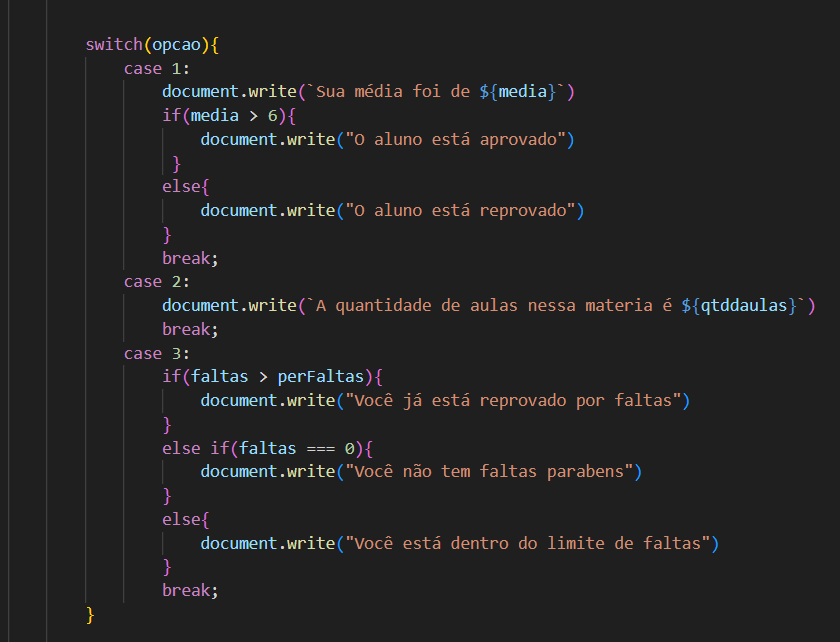 switch(opcao){
case 1:
document.write(`Sua média foi de ${media}`)
if(media > 6){
document.write("O aluno está aprovado")
}
else{
document.write("O aluno está reprovado")
}
break;
case 2:
document.write(`A quantidade de aulas nessa materia é ${qtddaulas}`)
break;
case 3:
if(faltas > perFaltas){
document.write("Você já está reprovado por faltas")
}
else if(faltas === 0){
document.write("Você não tem faltas parabens")
}
else{
document.write("Você está dentro do limite de faltas")
}
break;
}